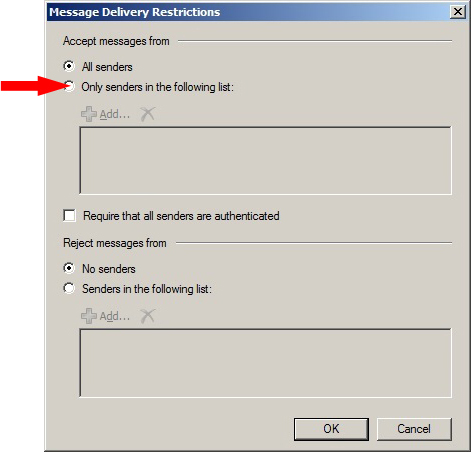 Message Delivery Restrictions
Accept messages from
All senders
Only senders in the following list:
Add...
Require that all senders are authenticated
Reject messages from
No senders
Senders in the following list:
Add...
OK Cancel